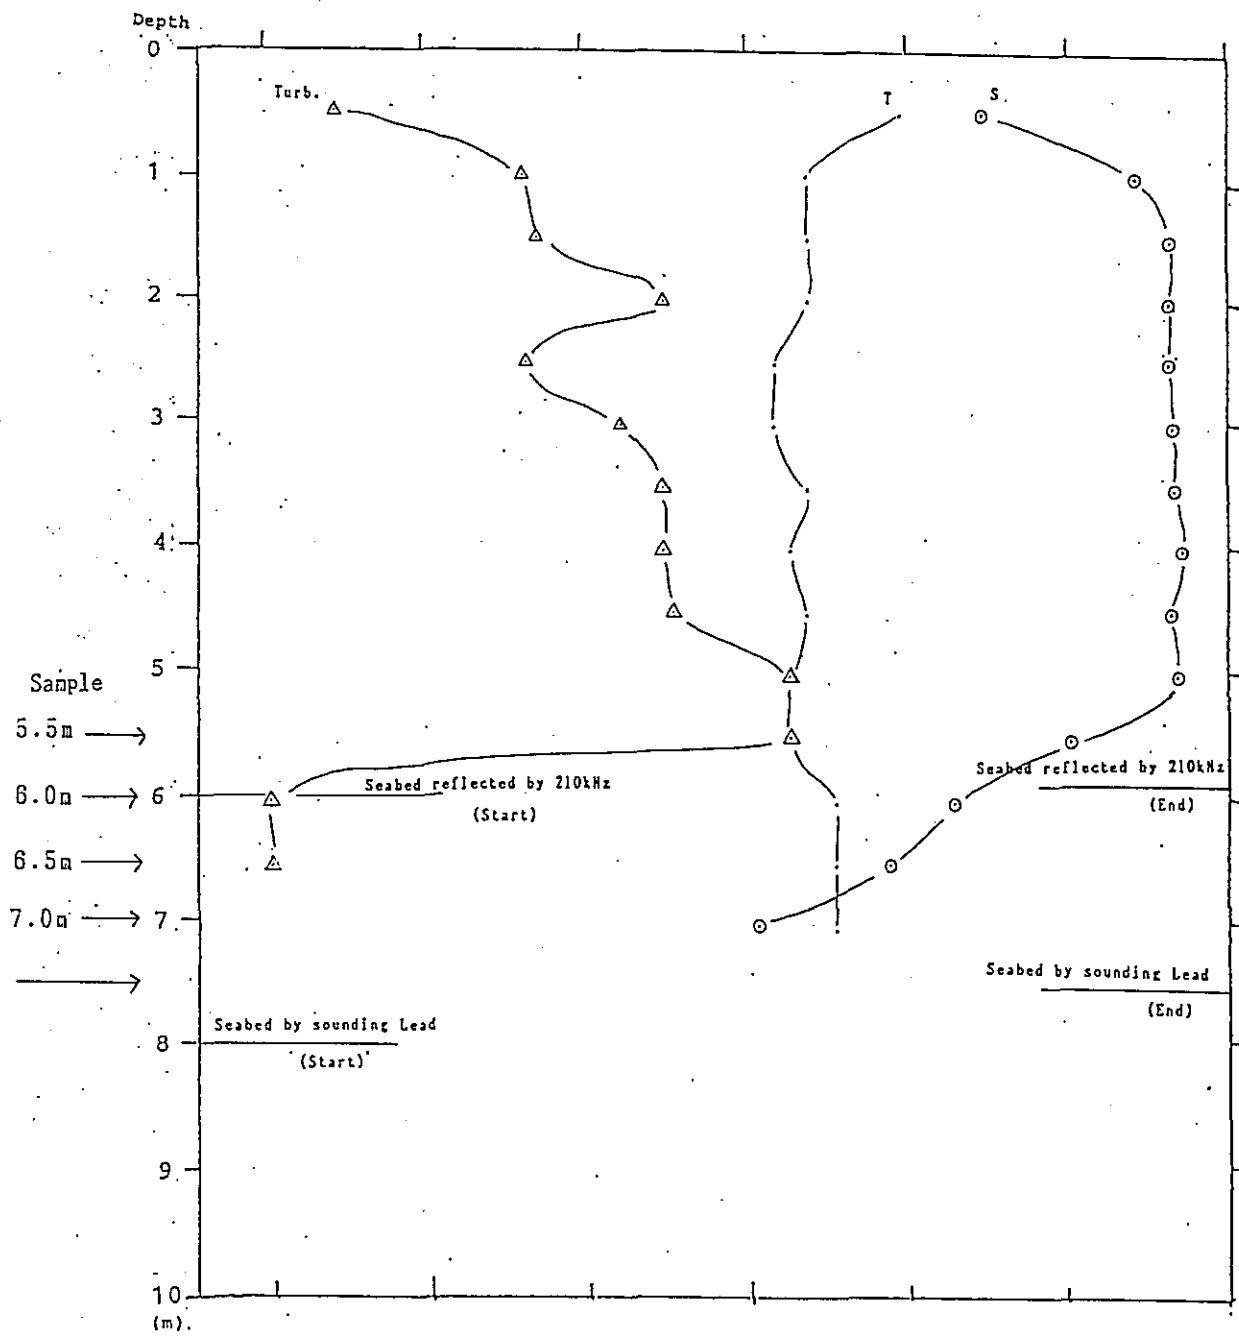 Depth
0
Turb.
T
S
1
2
3
4
5
Sample
5.5m
Seabed reflected by 210kHz
Seabed reflected by 210kHz
6.0m
6
(Start)
(End)
6.5m
7.0m
7
Seabed by sounding Lead
(End)
Seabed by sounding Lead
8
(Start)
9
10
(m).